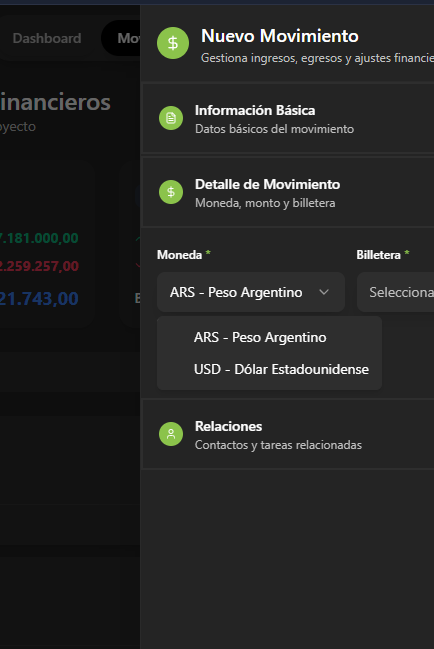 Dashboard
Mov
inancieros
oyecto
7.181.000,00
2.259.257,00
21.743,00
Nuevo Movimiento
Gestiona ingresos, egresos y ajustes financie
Información Básica
Datos básicos del movimiento
Detalle de Movimiento
Moneda, monto y billetera
Moneda *
Billetera *
ARS - Peso Argentino
Selecciona
ARS - Peso Argentino
USD - Dólar Estadounidense
Relaciones
Contactos y tareas relacionadas